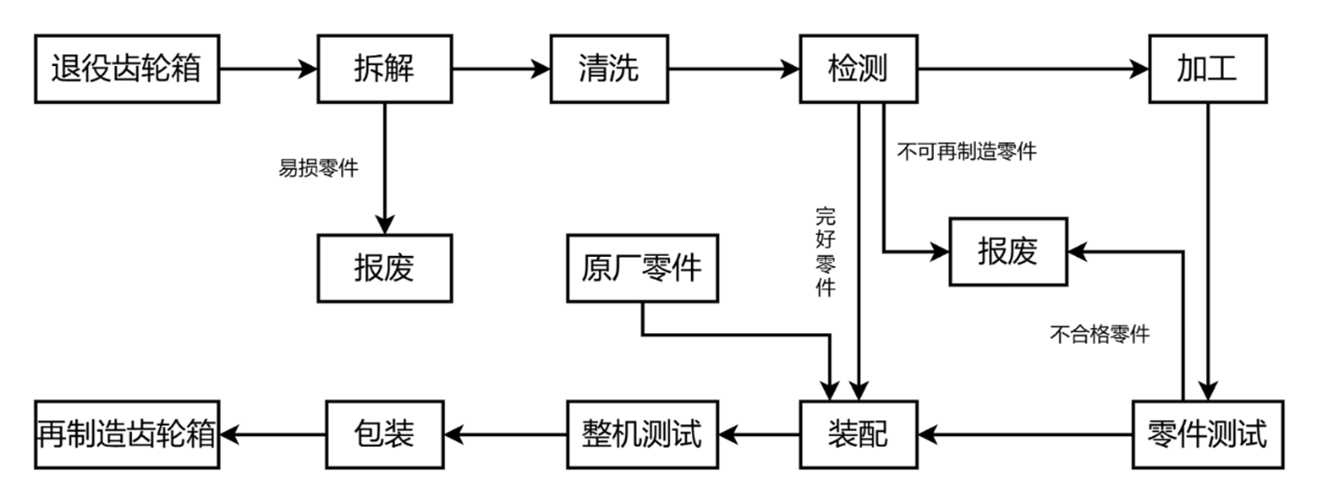 退役齿轮箱
拆解
清洗
检测
加工
易损零件
不可再制造零件
完好零件
报废
原厂零件
报废
不合格零件
再制造齿轮箱
包装
整机测试
装配
零件测试